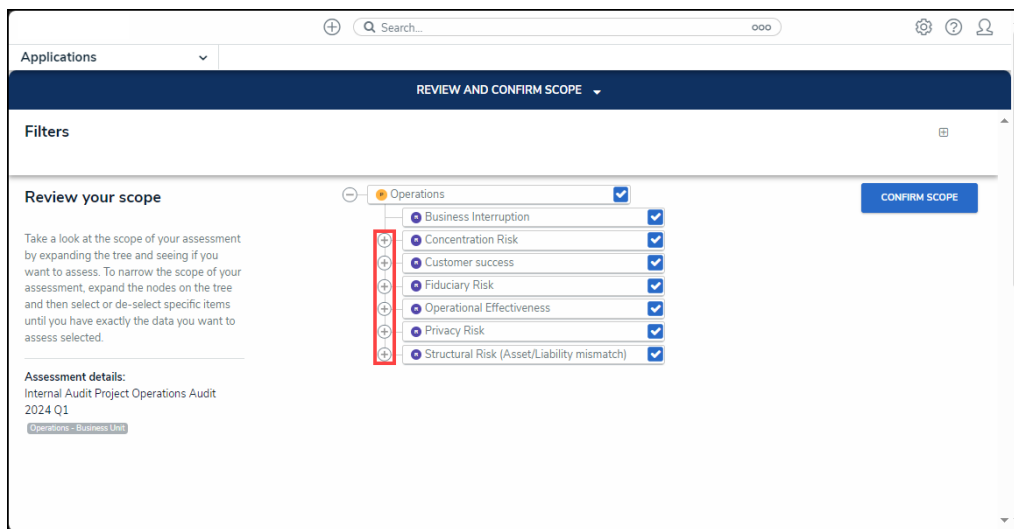 Search...
ooo
Applications
REVIEW AND CONFIRM SCOPE
Filters
Review your scope
Take a look at the scope of your assessment
by expanding the tree and seeing if you
want to assess. To narrow the scope of your
assessment, expand the nodes on the tree
and then select or de-select specific items
until you have exactly the data you want to
assess selected.
Assessment details:
Internal Audit Project Operations Audit
2024 Q1
Operations - Business Unit
P Operations
R Business Interruption
R Concentration Risk
R Customer success
R Fiduciary Risk
R Operational Effectiveness
R Privacy Risk
R Structural Risk (Asset/Liability mismatch)
CONFIRM SCOPE